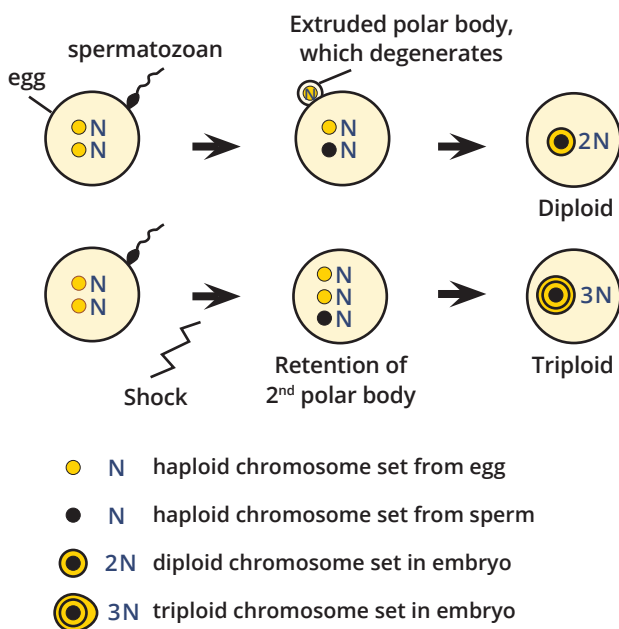 Extruded polar body,
which degenerates
spermatozoan
egg
N
N
N
N
N
2N
Diploid
N
N
N
N
N
3N
Shock
Retention of
2nd polar body
Triploid
N haploid chromosome set from egg
N haploid chromosome set from sperm
2N diploid chromosome set in embryo
3N triploid chromosome set in embryo